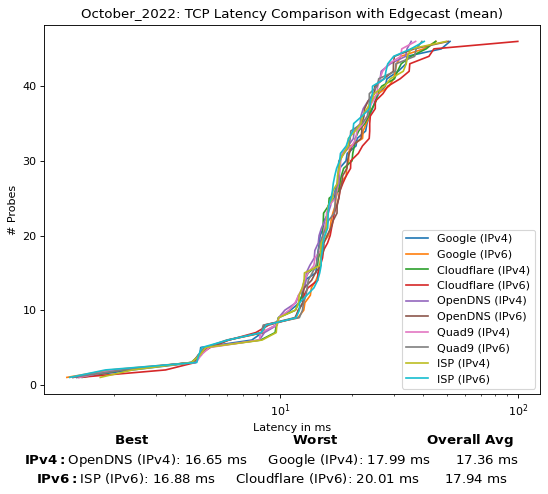 October_2022: TCP Latency Comparison with Edgecast (mean)
# Probes
40
30
20
10
0
Google (IPv4)
Google (IPv6)
Cloudflare (IPv4)
Cloudflare (IPv6)
OpenDNS (IPv4)
OpenDNS (IPv6)
Quad9 (IPv4)
Quad9 (IPv6)
ISP (IPv4)
ISP (IPv6)
10¹ 10²
Latency in ms
Best Worst Overall Avg
IPv4: OpenDNS (IPv4): 16.65 ms Google (IPv4): 17.99 ms 17.36 ms
IPv6: ISP (IPv6): 16.88 ms Cloudflare (IPv6): 20.01 ms 17.94 ms